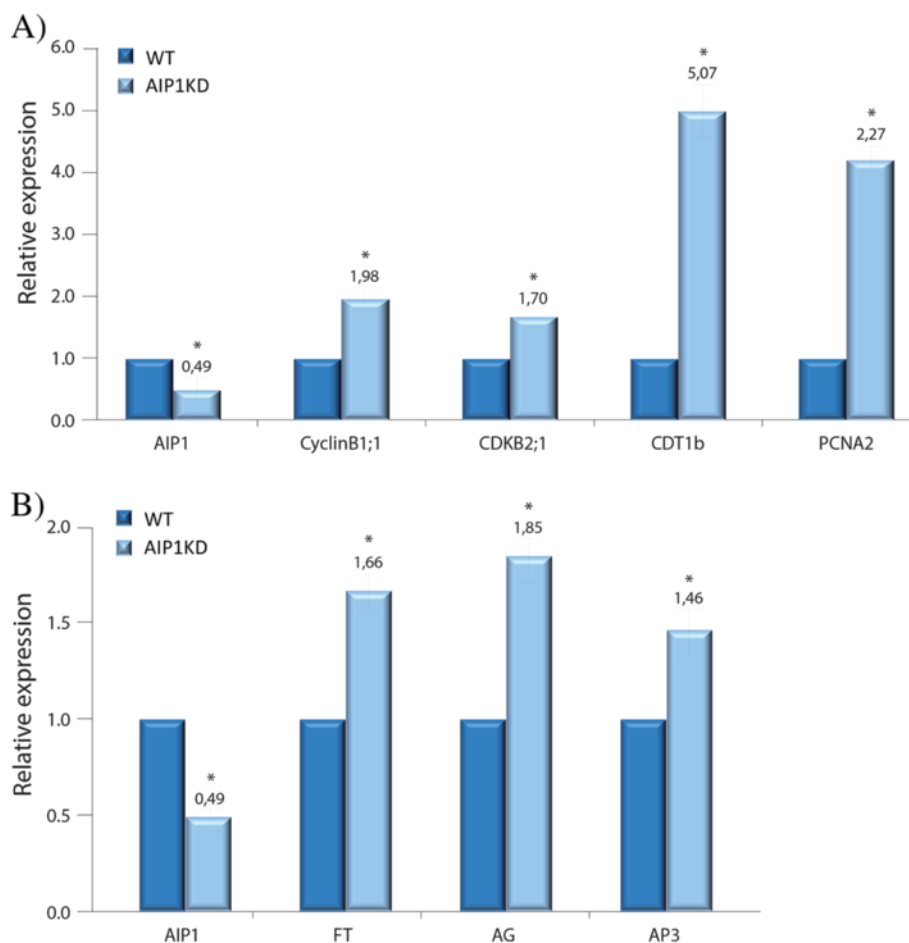 A)
Relative expression
WT
AIP1KD
6.0
5.0
4.0
3.0
2.0
1.0
0.0
*
0,49
*
1,98
*
1,70
*
5,07
*
2,27
AIP1
CyclinB1;1
CDKB2;1
CDT1b
PCNA2
B)
Relative expression
WT
AIP1KD
2.0
1.5
1.0
0.5
0.0
*
0,49
*
1,66
*
1,85
*
1,46
AIP1
FT
AG
AP3